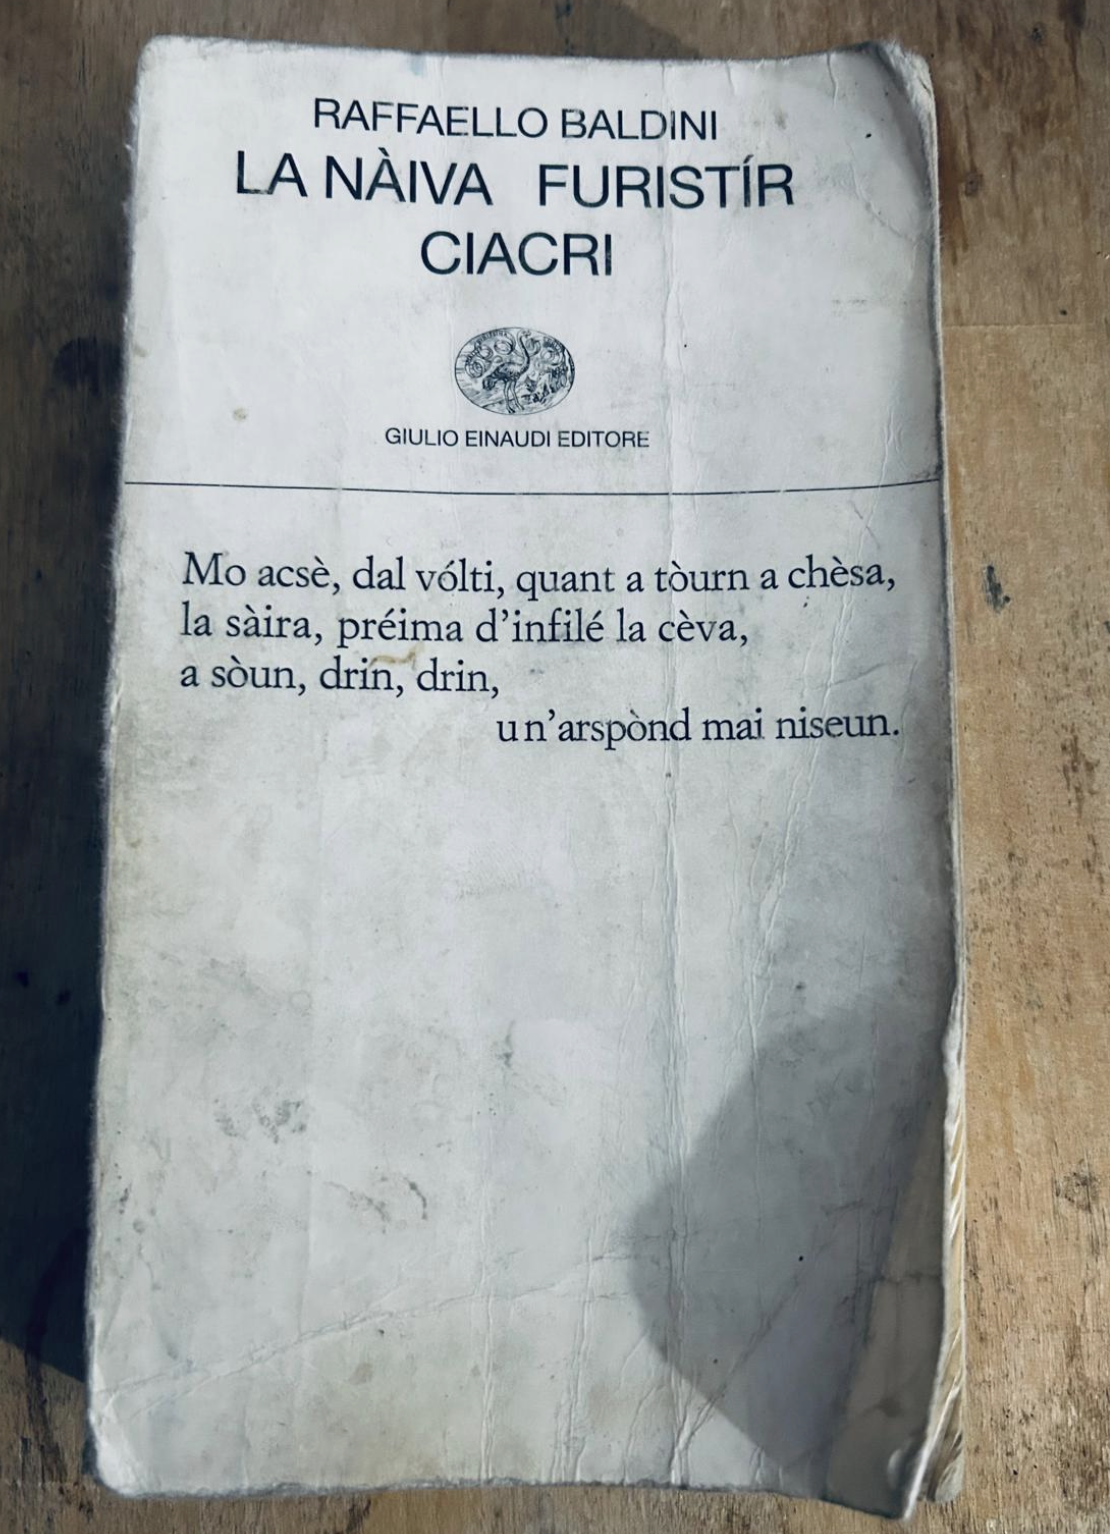 RAFFAELLO BALDINI
LA NÀIVA FURISTÍR
CIACRI
GIULIO EINAUDI EDITORE
Mo acsè, dal vólti, quant a tòurn a chèsa,
la sàira, préima d'infilé la cèva,
a sòun, drin, drin,
un'arspònd mai niseun.